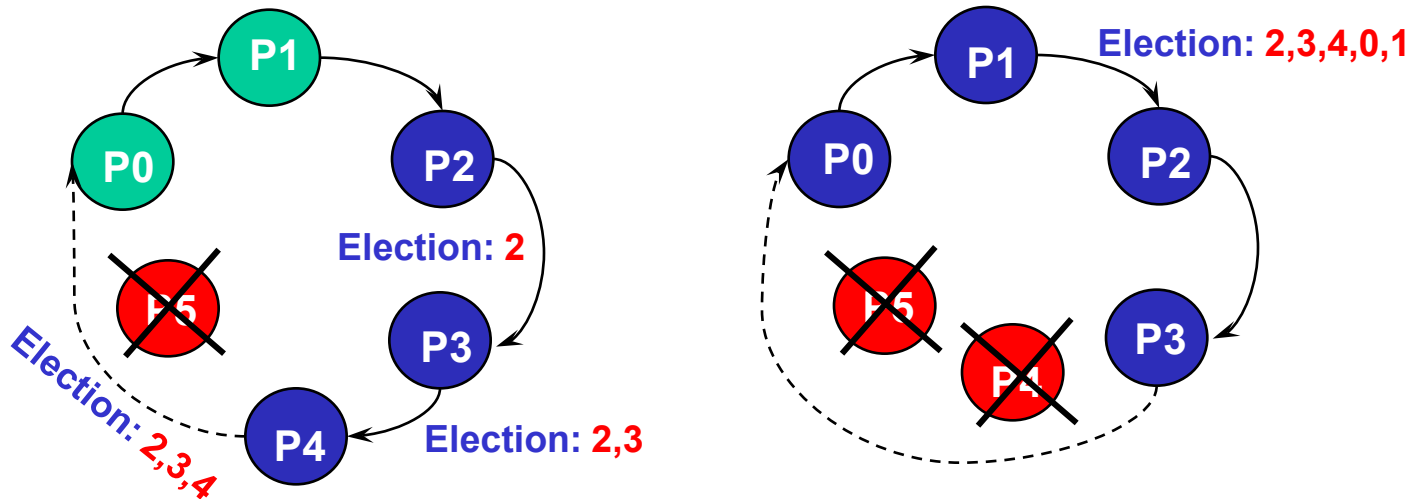 P1
P0
P2
Election: 2
P5
P3
Election: 2,3,4
P4
Election: 2,3
Election: 2,3,4,0,1
P1
P0
P2
P5
P3
P4